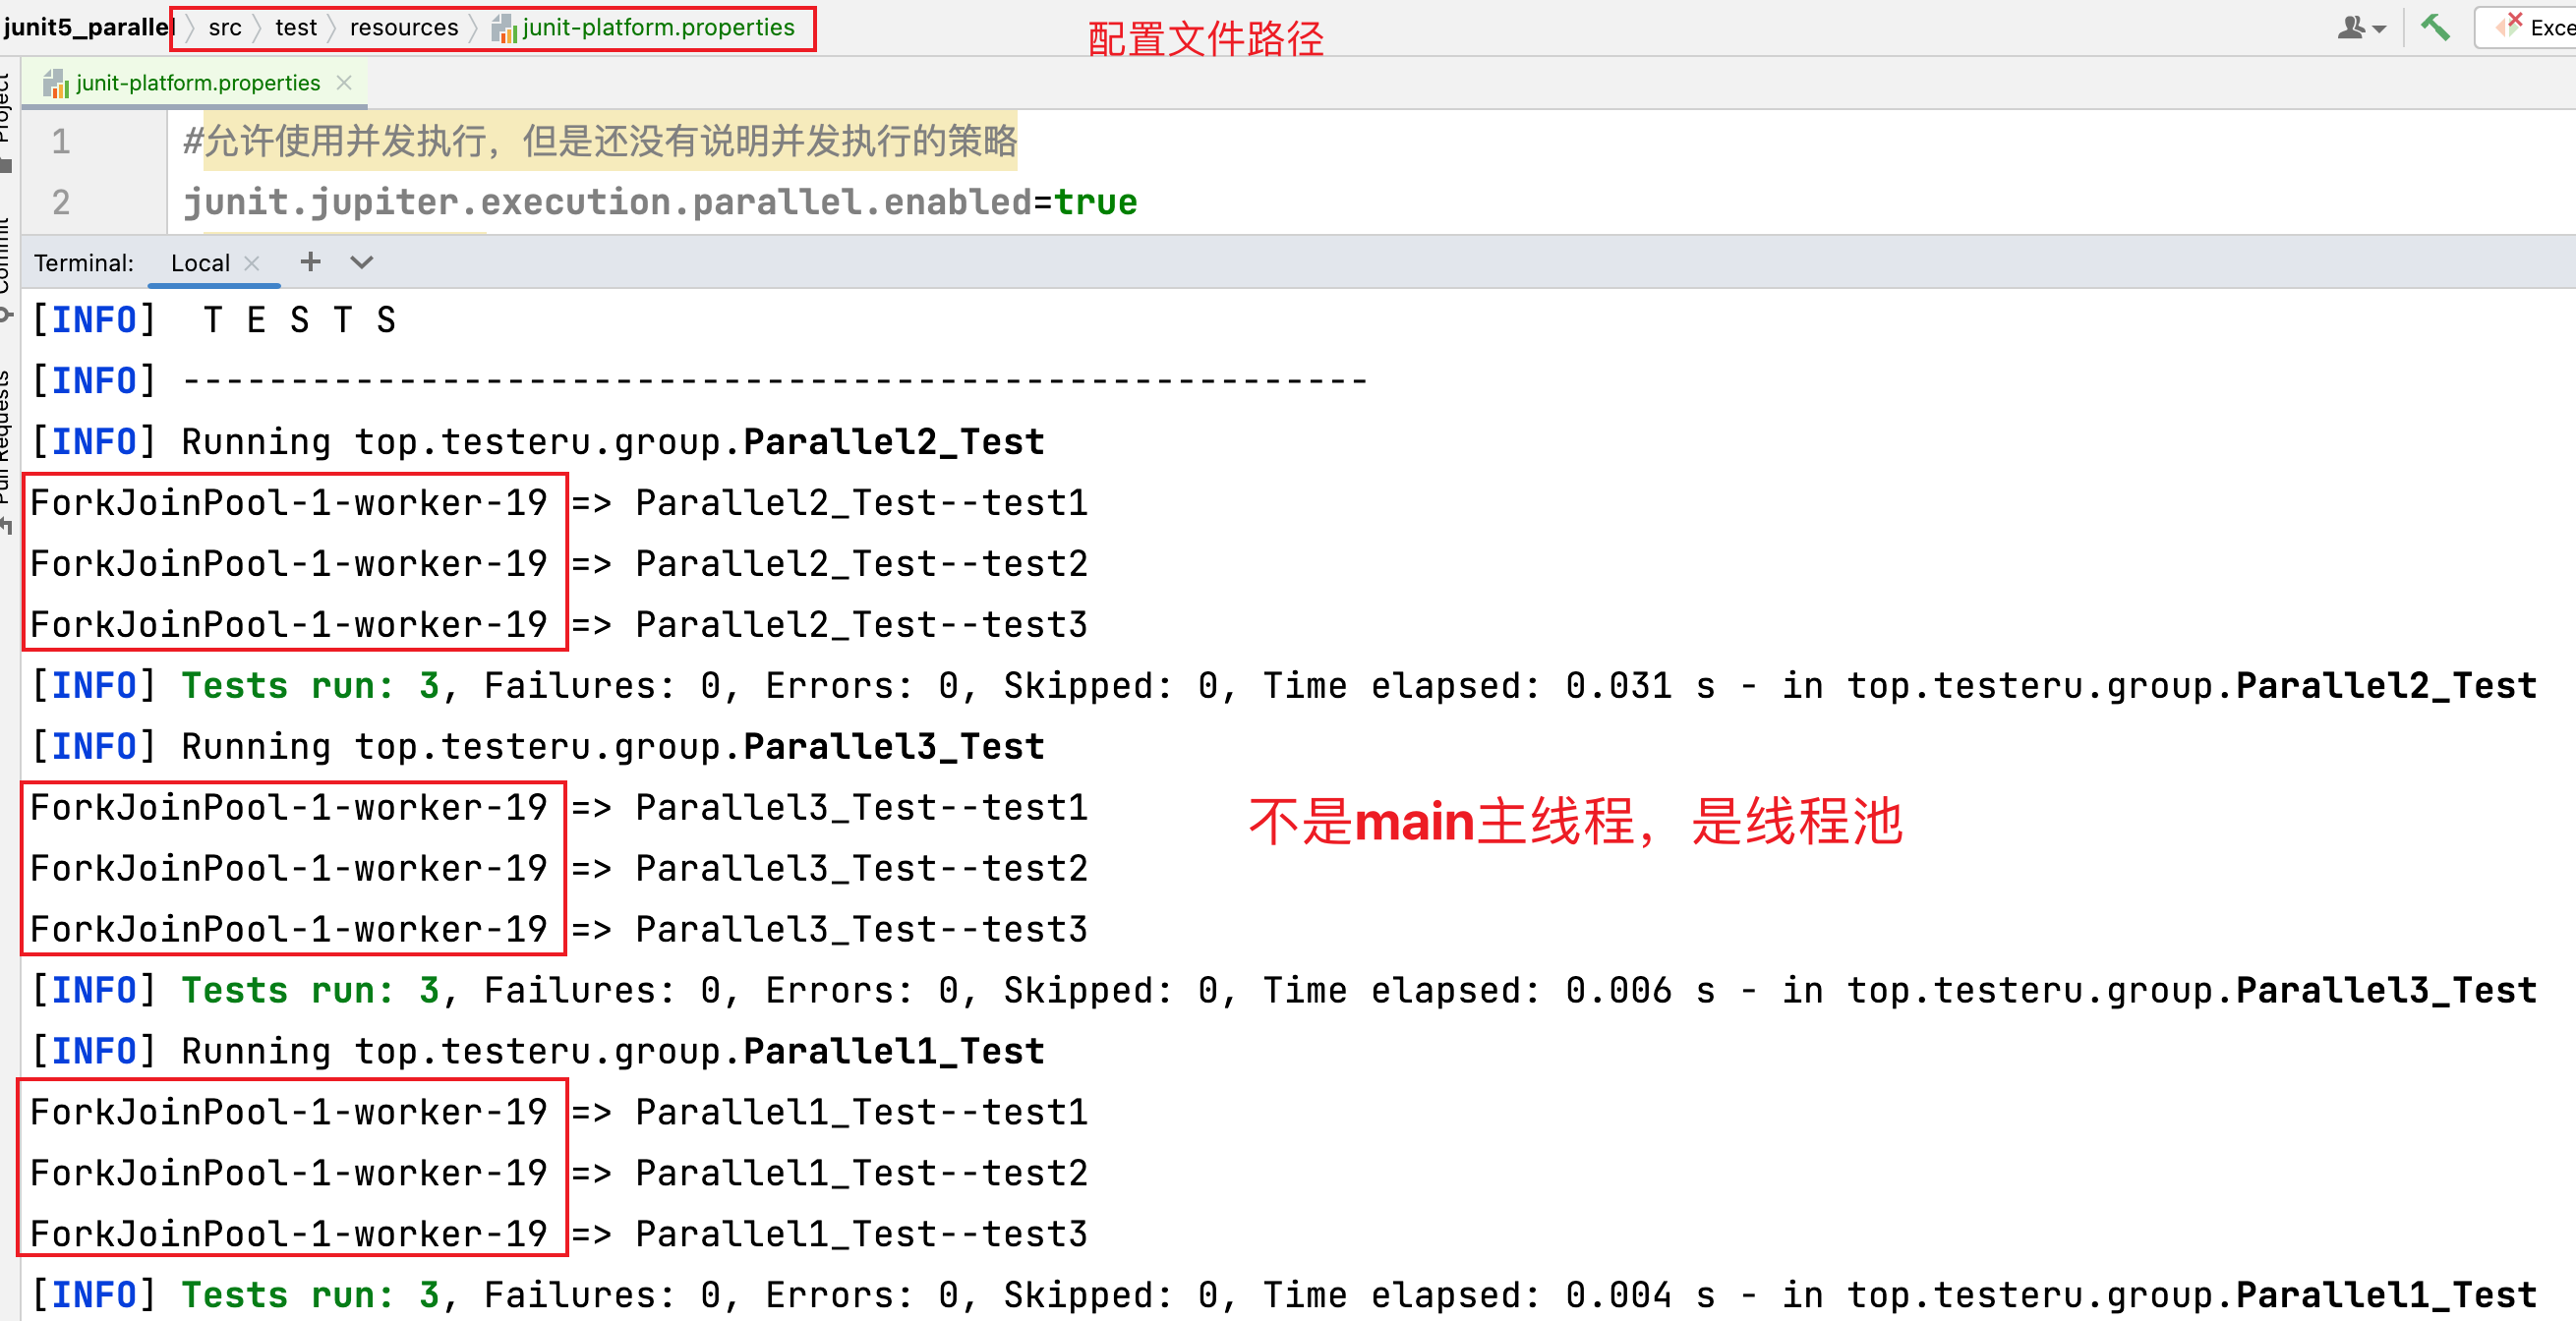 junit5_parallel src test resources junit-platform.properties 配置文件路径 Exce
junit-platform.properties
Project
Commit
Pull Requests
1 #允许使用并发执行，但是还没有说明并发执行的策略
2 junit.jupiter.execution.parallel.enabled=true
Terminal: Local
[INFO]  T E S T S
[INFO] -------------------------------------------------------
[INFO] Running top.testeru.group.Parallel2_Test
ForkJoinPool-1-worker-19 => Parallel2_Test--test1
ForkJoinPool-1-worker-19 => Parallel2_Test--test2
ForkJoinPool-1-worker-19 => Parallel2_Test--test3
[INFO] Tests run: 3, Failures: 0, Errors: 0, Skipped: 0, Time elapsed: 0.031 s - in top.testeru.group.Parallel2_Test
[INFO] Running top.testeru.group.Parallel3_Test
ForkJoinPool-1-worker-19 => Parallel3_Test--test1
不是main主线程，是线程池
ForkJoinPool-1-worker-19 => Parallel3_Test--test2
ForkJoinPool-1-worker-19 => Parallel3_Test--test3
[INFO] Tests run: 3, Failures: 0, Errors: 0, Skipped: 0, Time elapsed: 0.006 s - in top.testeru.group.Parallel3_Test
[INFO] Running top.testeru.group.Parallel1_Test
ForkJoinPool-1-worker-19 => Parallel1_Test--test1
ForkJoinPool-1-worker-19 => Parallel1_Test--test2
ForkJoinPool-1-worker-19 => Parallel1_Test--test3
[INFO] Tests run: 3, Failures: 0, Errors: 0, Skipped: 0, Time elapsed: 0.004 s - in top.testeru.group.Parallel1_Test